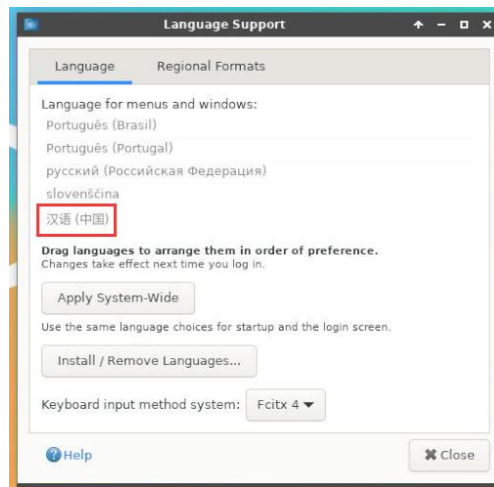 Language Support
Language Regional Formats
Language for menus and windows:
Português (Brasil)
Português (Portugal)
русский (Российская Федерация)
slovenščina
汉语 (中国)
Drag languages to arrange them in order of preference.
Changes take effect next time you log in.
Apply System-Wide
Use the same language choices for startup and the login screen.
Install / Remove Languages...
Keyboard input method system: Fcitx 4
Help
Close